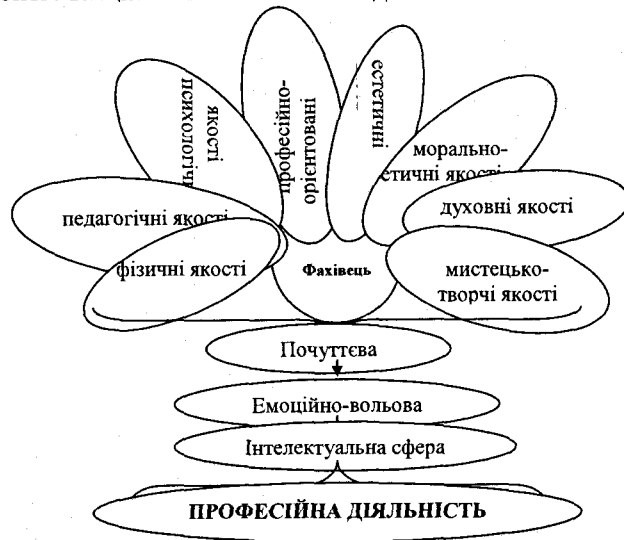 психологічн
якості
професійно-
орієнтовані
естетичні
морально-
етичні якості
педагогічні якості
духовні якості
фізичні якості
Фахівець
мистецько-
творчі якості
Почуттєва
Емоційно-вольова
Інтелектуальна сфера
ПРОФЕСІЙНА ДІЯЛЬНІСТЬ